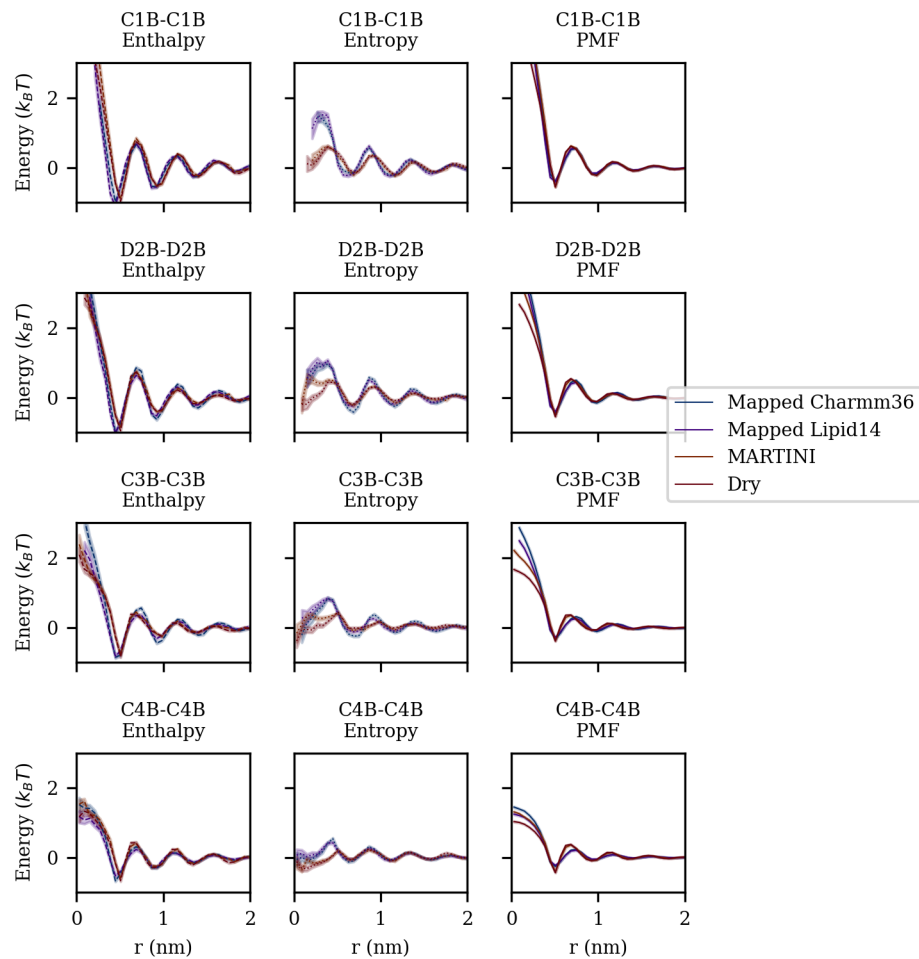 C1B-C1B
Enthalpy
C1B-C1B
Entropy
C1B-C1B
PMF
Energy (k_BT)
2
0
D2B-D2B
Enthalpy
D2B-D2B
Entropy
D2B-D2B
PMF
Energy (k_BT)
2
0
Mapped Charmm36
Mapped Lipid14
MARTINI
Dry
C3B-C3B
Enthalpy
C3B-C3B
Entropy
C3B-C3B
PMF
Energy (k_BT)
2
0
C4B-C4B
Enthalpy
C4B-C4B
Entropy
C4B-C4B
PMF
Energy (k_BT)
2
0
0 1 2
0 1 2
0 1 2
r (nm)
r (nm)
r (nm)